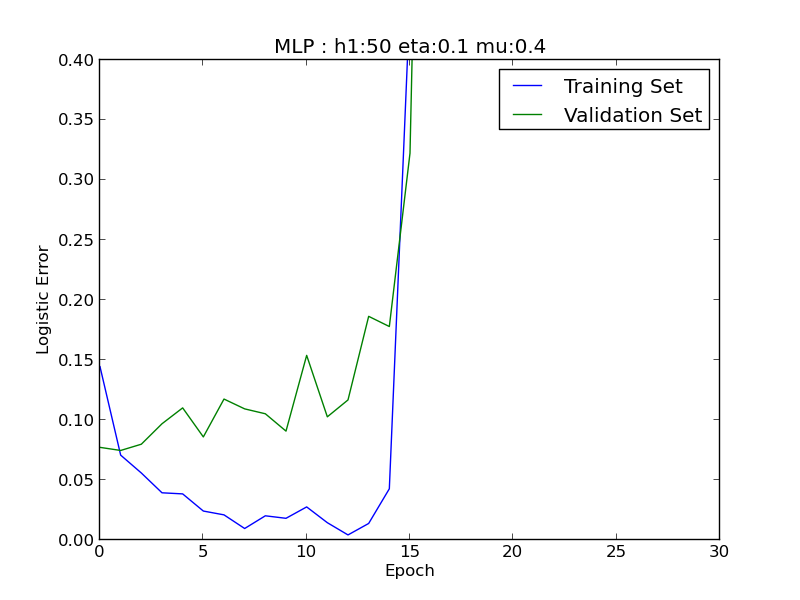 MLP : h1:50 eta:0.1 mu:0.4
Training Set
Validation Set
0.40
0.35
0.30
0.25
0.20
0.15
0.10
0.05
0.00
Logistic Error
0 5 10 15 20 25 30
Epoch